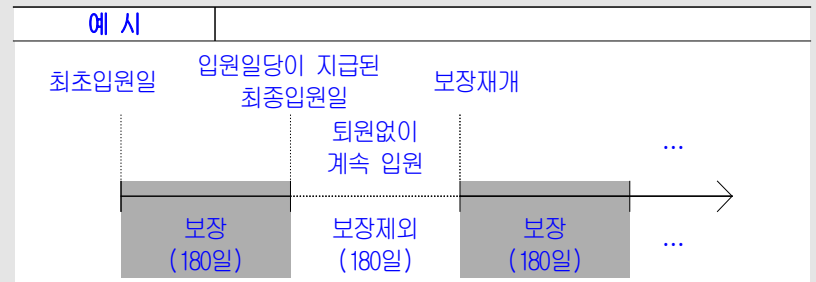 예 시
최초입원일
입원일당이 지급된
최종입원일
보장재개
퇴원없이
계속 입원
…
보장
(180일)
보장제외
(180일)
보장
(180일)
…